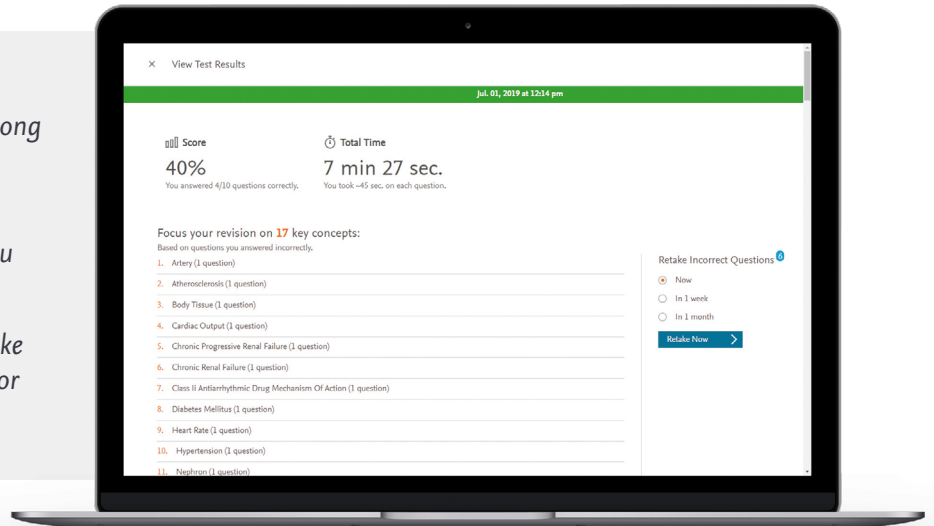 ong
u
ke
or
× View Test Results
Jul. 01, 2019 at 12:14 pm
Score
40%
You answered 4/10 questions correctly.
Total Time
7 min 27 sec.
You took ~45 sec. on each question.
Focus your revision on 17 key concepts:
Based on questions you answered incorrectly.
1. Artery (1 question)
2. Atherosclerosis (1 question)
3. Body Tissue (1 question)
4. Cardiac Output (1 question)
5. Chronic Progressive Renal Failure (1 question)
6. Chronic Renal Failure (1 question)
7. Class II Antiarrhythmic Drug Mechanism Of Action (1 question)
8. Diabetes Mellitus (1 question)
9. Heart Rate (1 question)
10. Hypertension (1 question)
11. Nephron (1 question)
Retake Incorrect Questions 6
Now
In 1 week
In 1 month
Retake Now